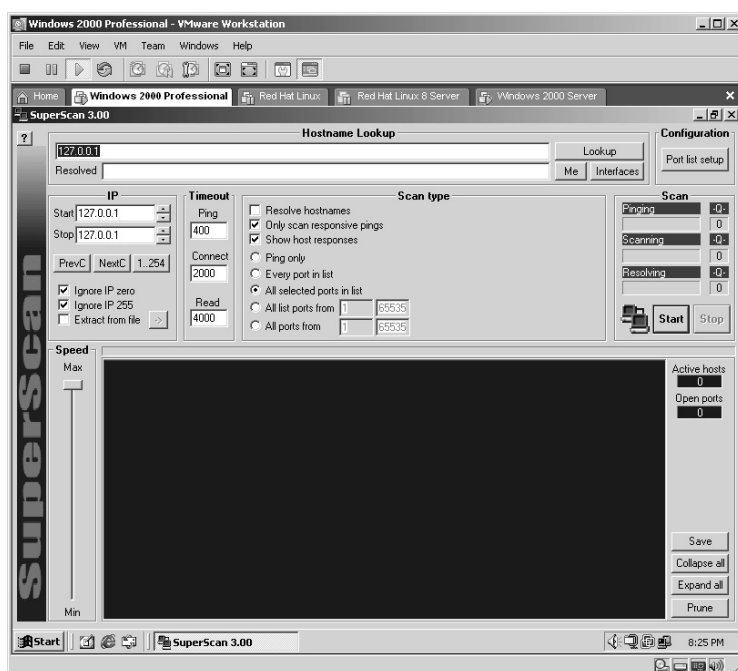 Windows 2000 Professional - VMware Workstation
File Edit View VM Team Windows Help
Home Windows 2000 Professional Red Hat Linux Red Hat Linux 8 Server Windows 2000 Server
SuperScan 3.00
?
Hostname Lookup
127.0.0.1
Lookup
Resolved
Me Interfaces
Configuration
Port list setup
IP
Start 127.0.0.1
Stop 127.0.0.1
PrevC NextC 1..254
Ignore IP zero
Ignore IP 255
Extract from file ->
Timeout
Ping
400
Connect
2000
Read
4000
Scan type
Resolve hostnames
Only scan responsive pings
Show host responses
Ping only
Every port in list
All selected ports in list
All list ports from 1 65535
All ports from 1 65535
Scan
Pinging -Q-
0
Scanning -Q-
0
Resolving -Q-
0
Start Stop
SuperScan
Speed
Max
Min
Active hosts
0
Open ports
0
Save
Collapse all
Expand all
Prune
Start SuperScan 3.00 8:25 PM